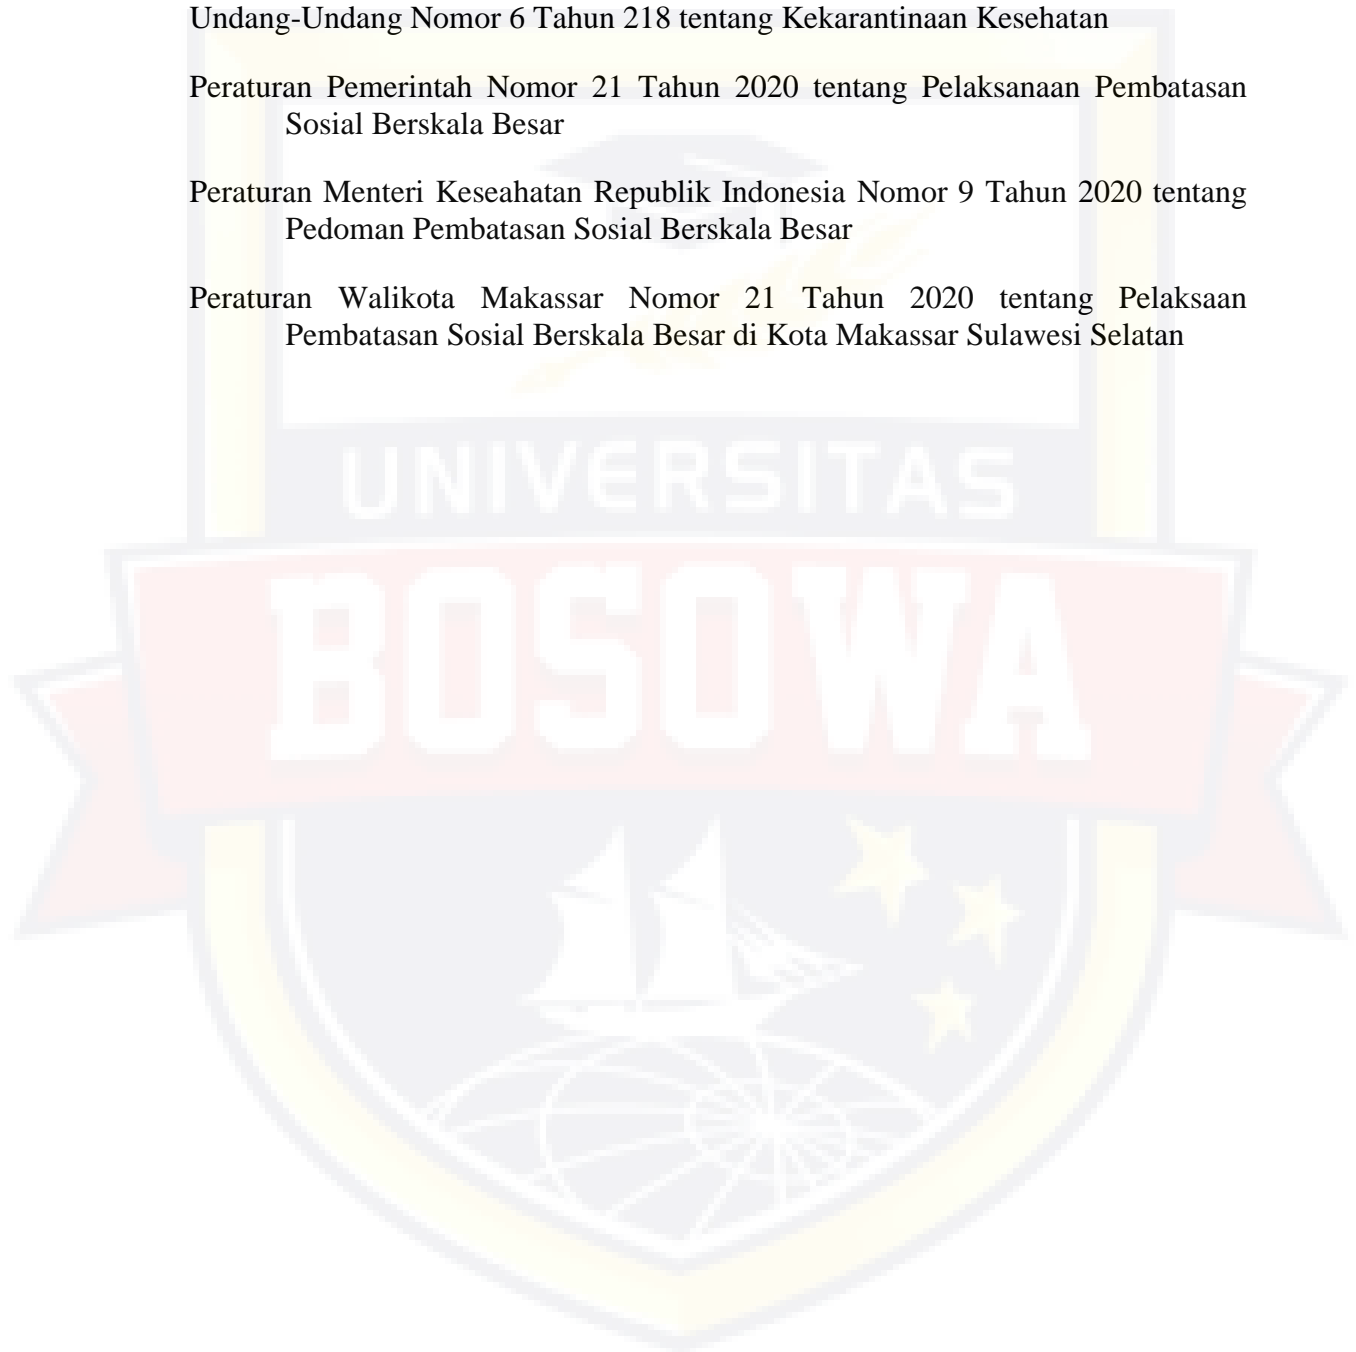 Undang-Undang Nomor 6 Tahun 218 tentang Kekarantinaan Kesehatan
Peraturan Pemerintah Nomor 21 Tahun 2020 tentang Pelaksanaan Pembatasan
Sosial Berskala Besar
Peraturan Menteri Keseahatan Republik Indonesia Nomor 9 Tahun 2020 tentang
Pedoman Pembatasan Sosial Berskala Besar
Peraturan Walikota Makassar Nomor 21 Tahun 2020 tentang Pelaksaan
Pembatasan Sosial Berskala Besar di Kota Makassar Sulawesi Selatan
UNIVERSITAS
BOSOWA